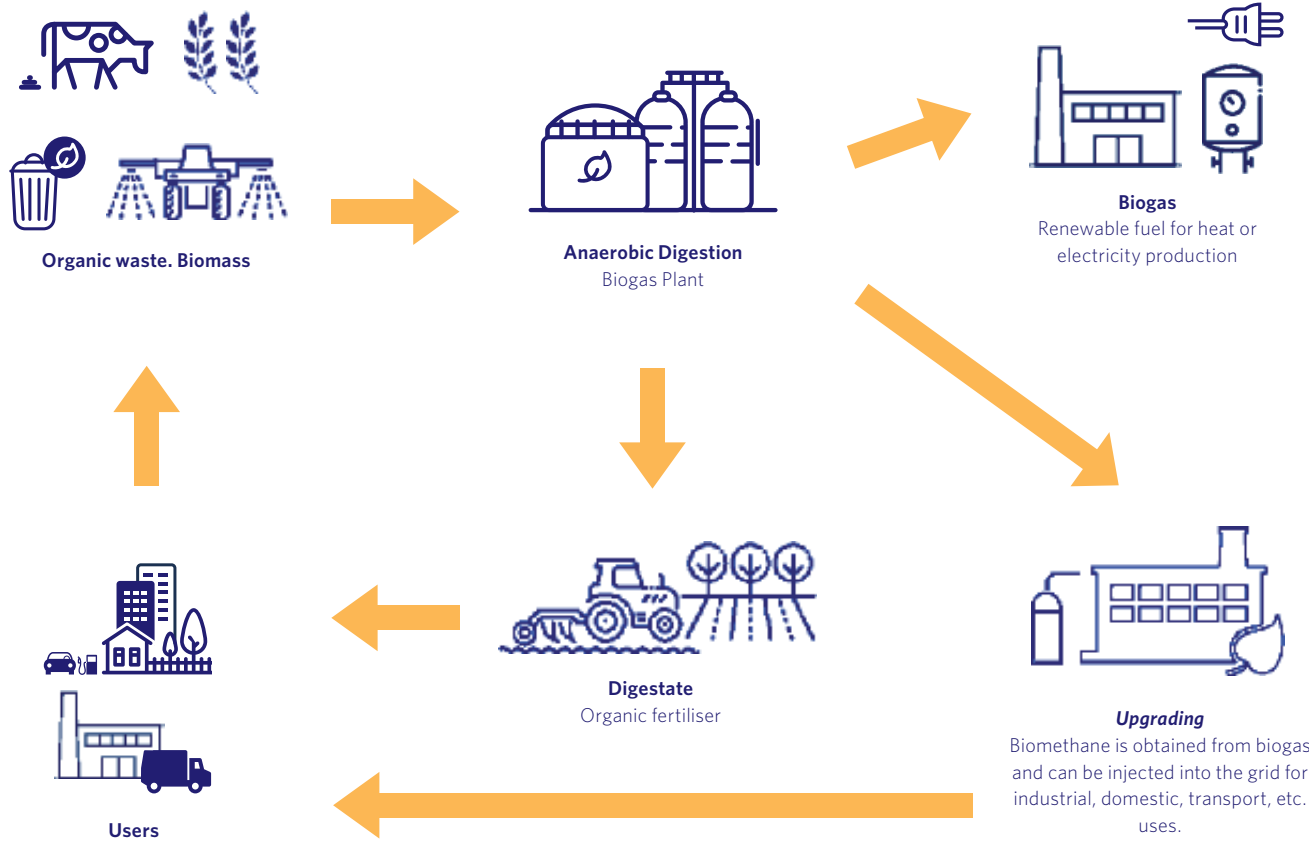 Organic waste. Biomass
Anaerobic Digestion
Biogas Plant
Biogas
Renewable fuel for heat or
electricity production
Users
Digestate
Organic fertiliser
Upgrading
Biomethane is obtained from biogas
and can be injected into the grid for
industrial, domestic, transport, etc.
uses.